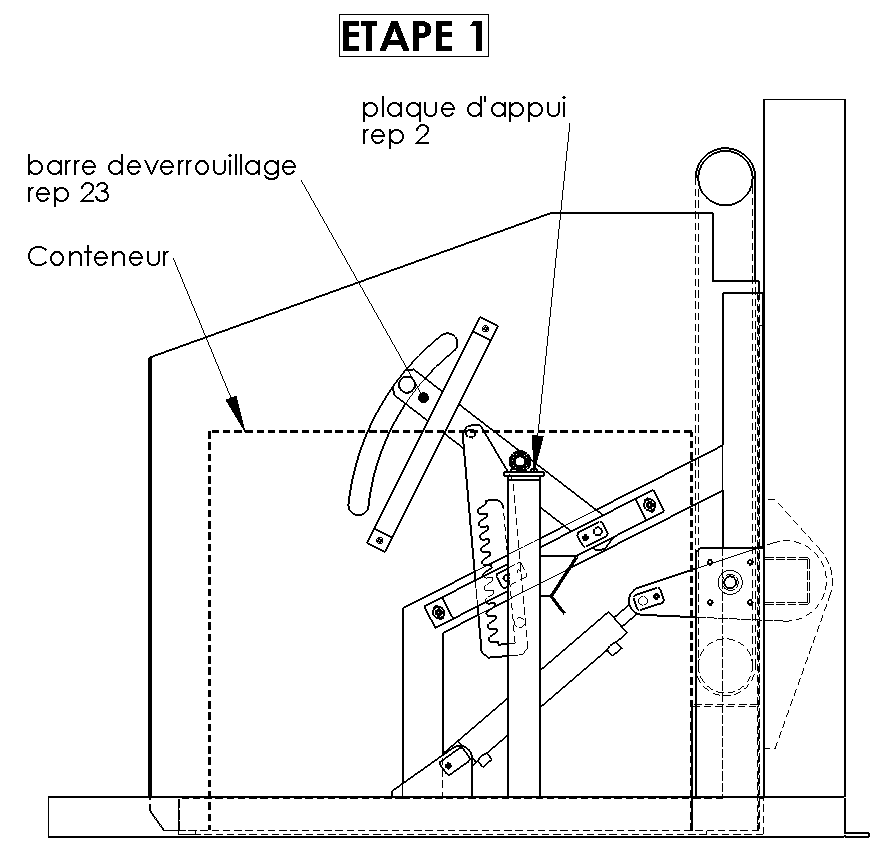 ETAPE 1
plaque d'appui
rep 2
barre deverrouillage
rep 23
Conteneur